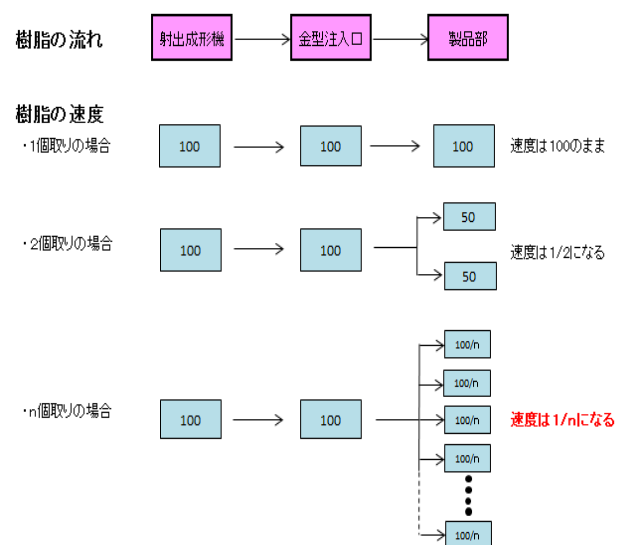 樹脂の流れ
射出成形機
金型注入口
製品部
樹脂の速度
・1個取りの場合
100
100
100
速度は100のまま
・2個取りの場合
100
100
50
50
速度は1/2になる
・n個取りの場合
100
100
100/n
100/n
100/n
100/n
100/n
速度は1/nになる